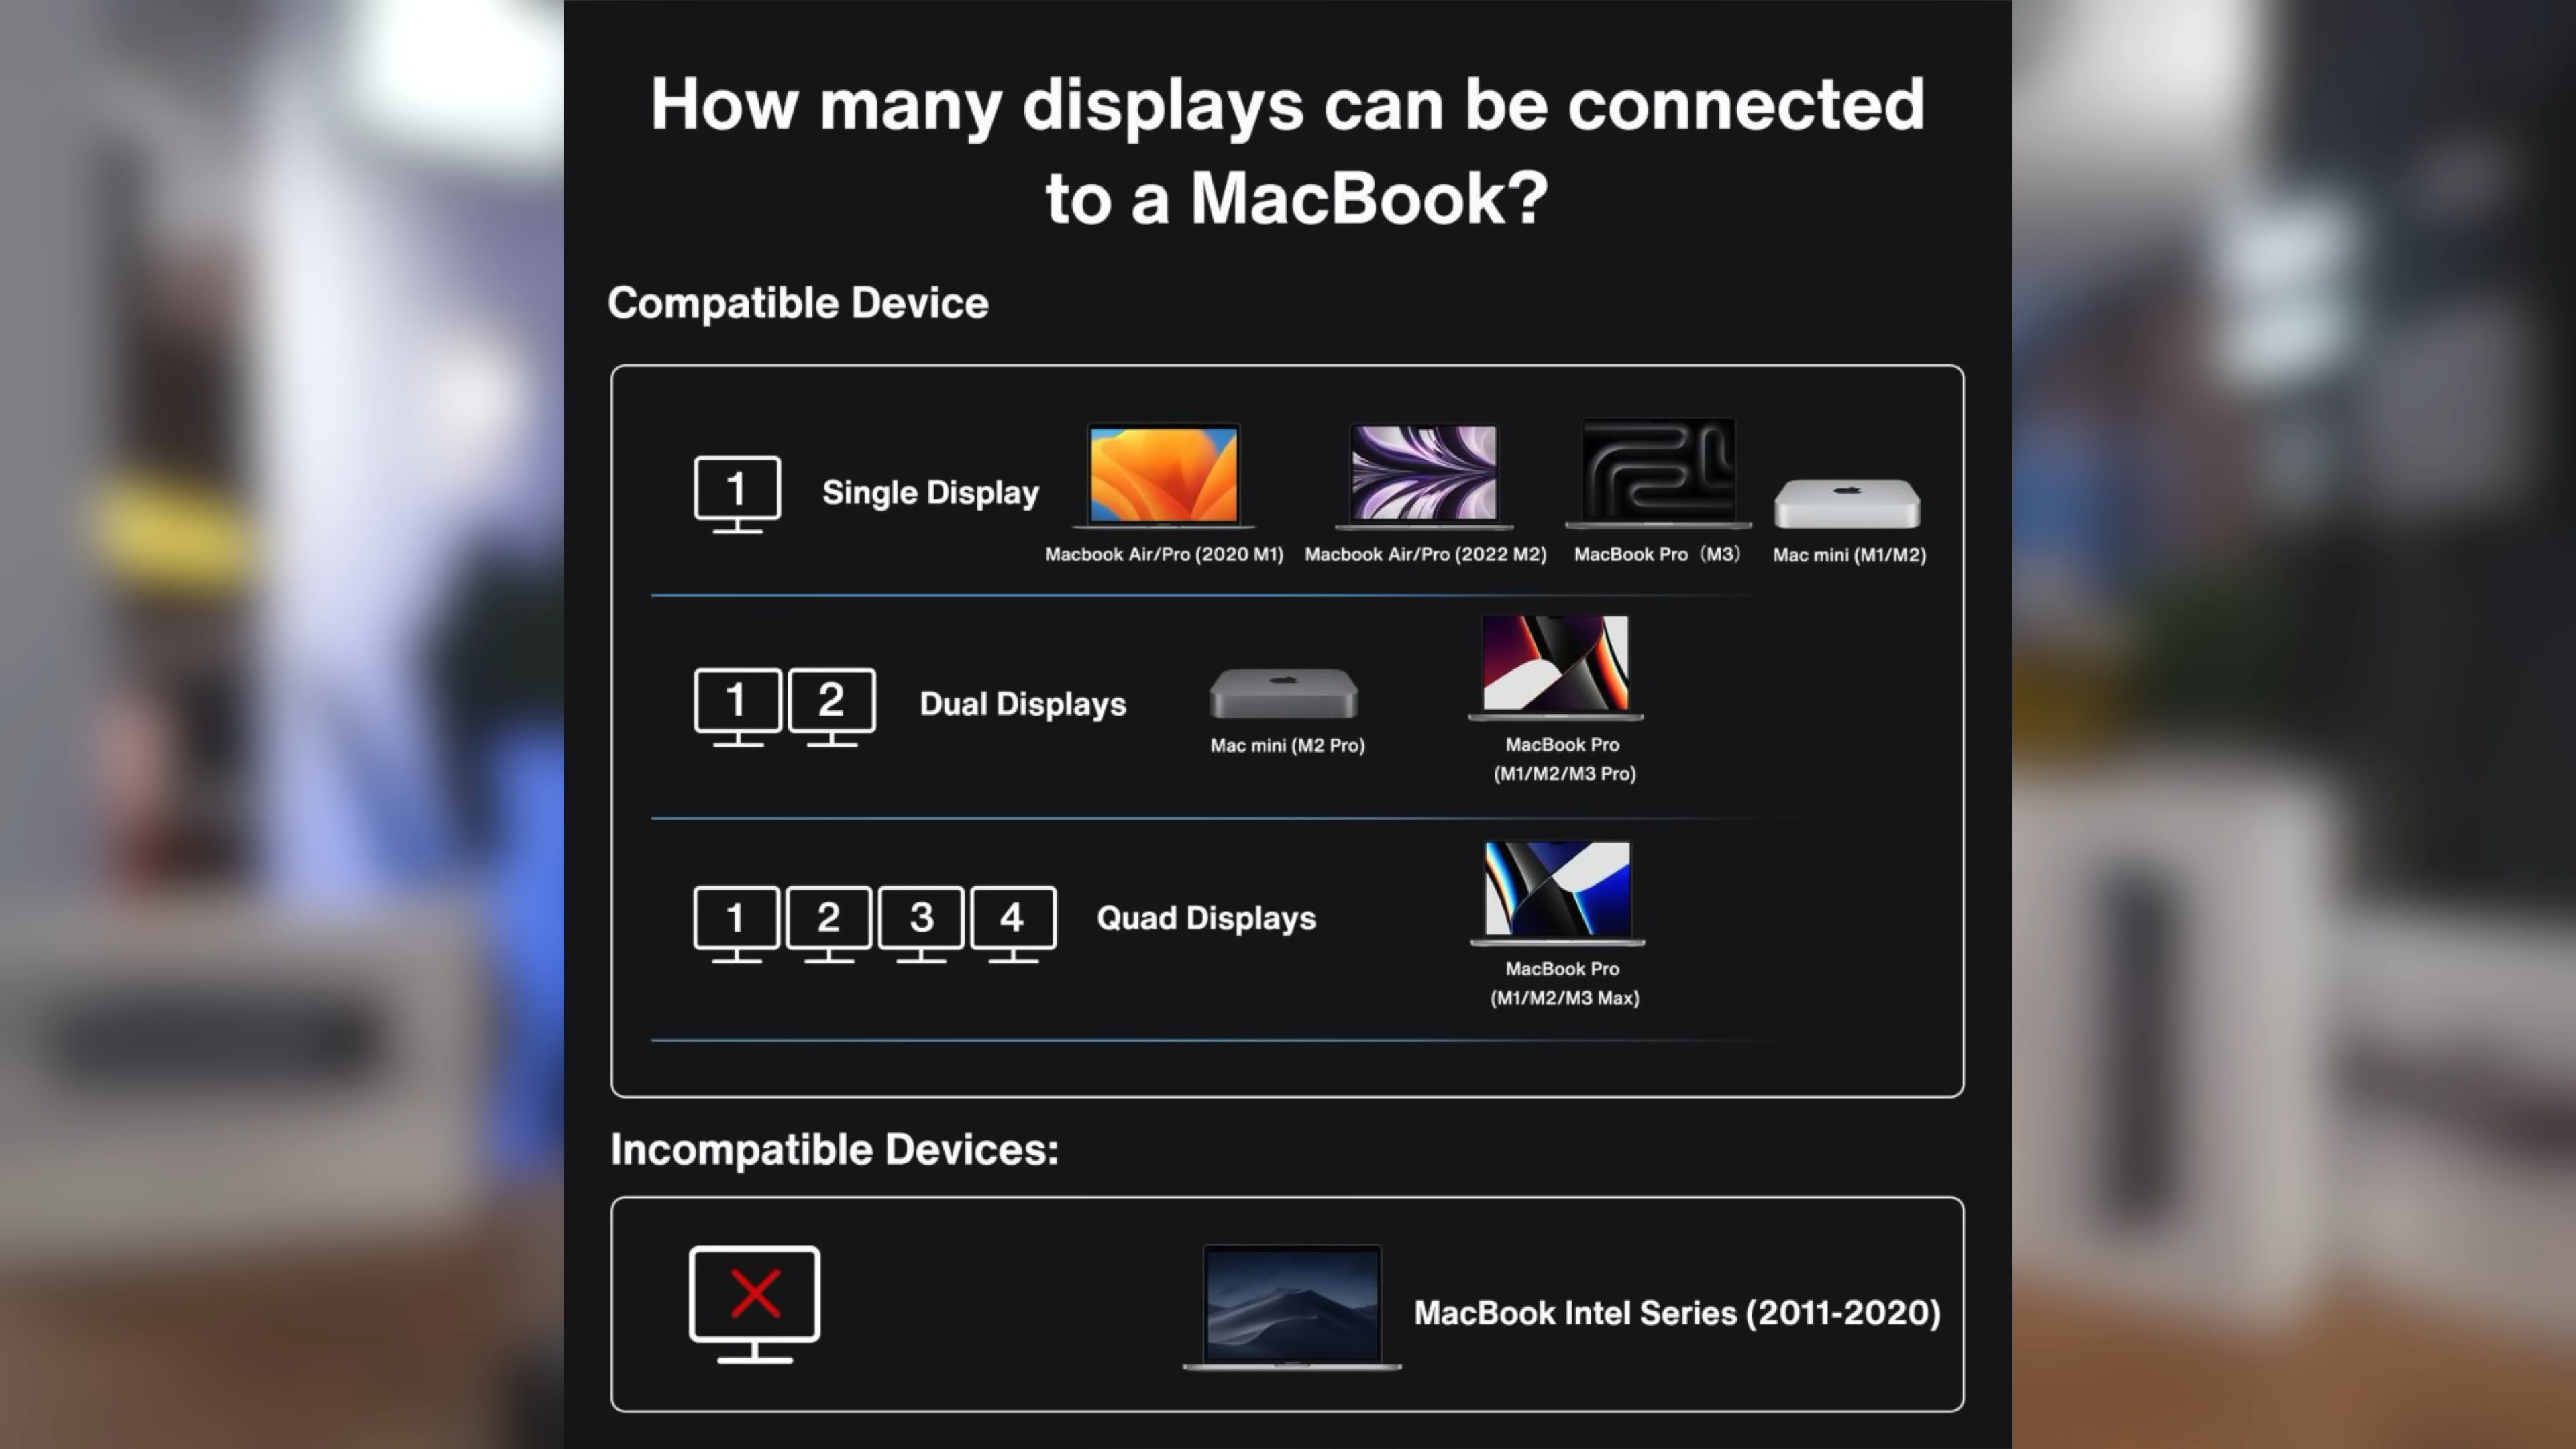 How many displays can be connected
to a MacBook?
Compatible Device
1
Single Display
Macbook Air/Pro (2020 M1)
Macbook Air/Pro (2022 M2)
MacBook Pro（M3）
Mac mini (M1/M2)
1 2
Dual Displays
Mac mini (M2 Pro)
MacBook Pro
(M1/M2/M3 Pro)
1 2 3 4
Quad Displays
MacBook Pro
(M1/M2/M3 Max)
Incompatible Devices:
MacBook Intel Series (2011-2020)